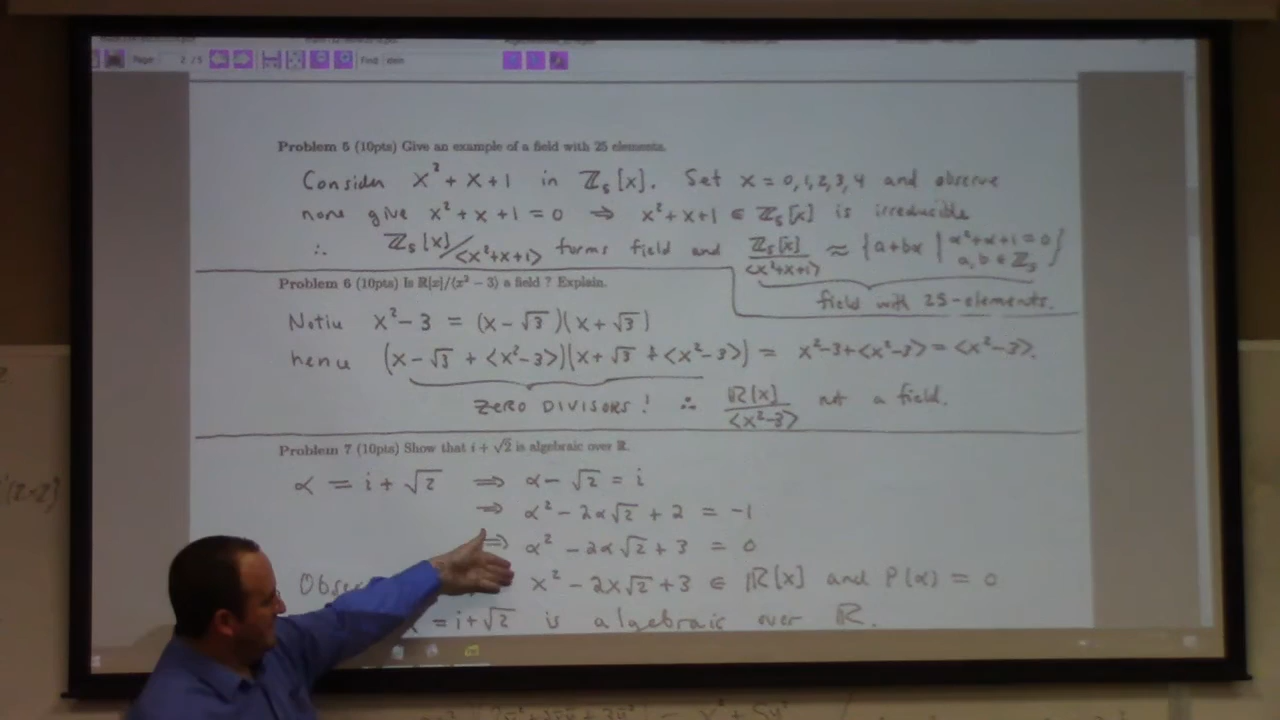 Page: 2 / 5 Find:
Problem 5 (10pts) Give an example of a field with 25 elements.
Consider x² + x + 1 in ℤ₅[x]. Set x = 0, 1, 2, 3, 4 and observe
none give x² + x + 1 = 0 ⇒ x² + x + 1 ∈ ℤ₅[x] is irreducible
∴ ℤ₅[x]/<x²+x+1> forms field and ℤ₅[x]/<x²+x+1> ≈ {a+bα | α²+α+1=0 a, b ∈ ℤ₅}
field with 25-elements.
Problem 6 (10pts) Is ℝ[x]/⟨x² − 3⟩ a field ? Explain.
Notice x² − 3 = (x − √3)(x + √3)
hence (x − √3 + <x²−3>)(x + √3 + <x²−3>) = x²−3+<x²−3> = <x²−3>.
ZERO DIVISORS! ∴ ℝ[x]/<x²−3> not a field.
Problem 7 (10pts) Show that i + √2 is algebraic over ℝ.
α = i + √2 ⇒ α − √2 = i
⇒ α² − 2α√2 + 2 = −1
⇒ α² − 2α√2 + 3 = 0
x² − 2x√2 + 3 ∈ ℝ[x] and P(α) = 0
= i+√2 is algebraic over ℝ.